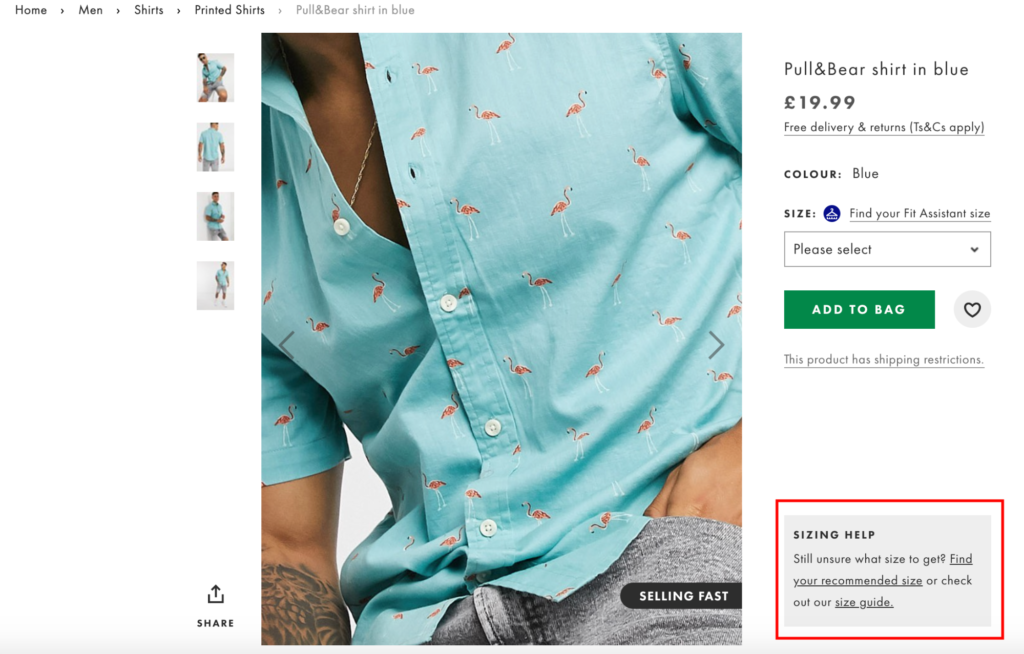 Home › Men › Shirts › Printed Shirts › Pull&Bear shirt in blue
Pull&Bear shirt in blue
£19.99
Free delivery & returns (Ts&Cs apply)
COLOUR: Blue
SIZE: Find your Fit Assistant size
Please select
ADD TO BAG
This product has shipping restrictions.
SIZING HELP
Still unsure what size to get? Find
your recommended size or check
out our size guide.
SELLING FAST
SHARE